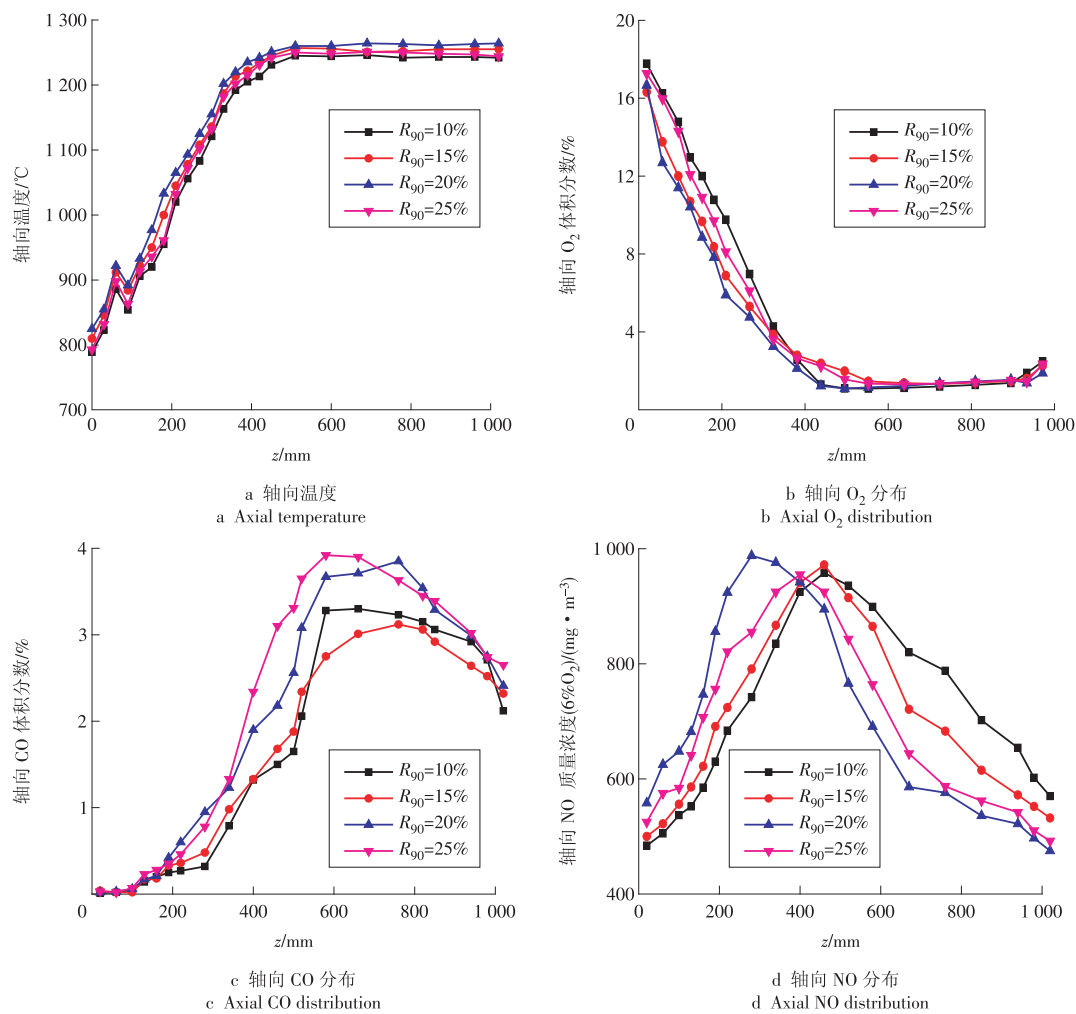 1 300
1 200
1 100
1 000
900
800
700
轴向温度/℃
R90=10%
R90=15%
R90=20%
R90=25%
0 200 400 600 800 1 000
z/mm
a 轴向温度
a Axial temperature
20
16
12
8
4
轴向 O2 体积分数/%
R90=10%
R90=15%
R90=20%
R90=25%
0 200 400 600 800 1 000
z/mm
b 轴向 O2 分布
b Axial O2 distribution
4
3
2
1
轴向 CO 体积分数/%
R90=10%
R90=15%
R90=20%
R90=25%
0 200 400 600 800 1 000
z/mm
c 轴向 CO 分布
c Axial CO distribution
1 000
800
600
400
轴向 NO 质量浓度(6%O2)/(mg·m−3)
R90=10%
R90=15%
R90=20%
R90=25%
0 200 400 600 800 1 000
z/mm
d 轴向 NO 分布
d Axial NO distribution